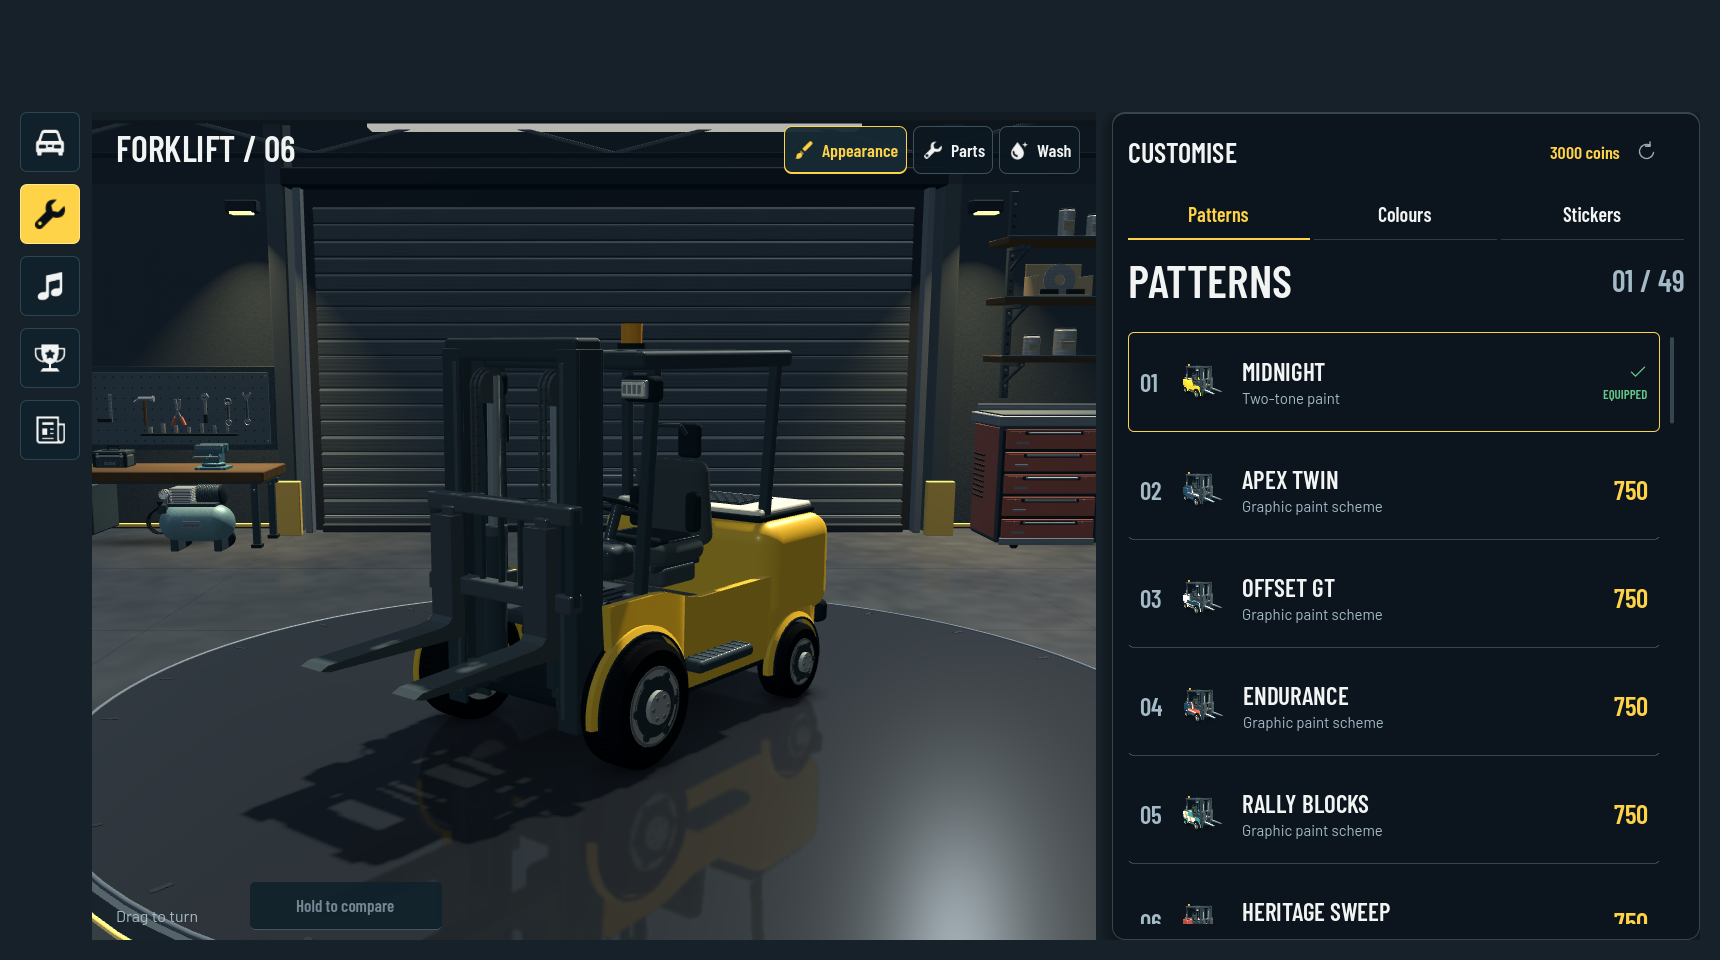 FORKLIFT / 06
Appearance
Parts
Wash
Drag to turn
Hold to compare
CUSTOMISE
3000 coins
Patterns
Colours
Stickers
PATTERNS
01 / 49
01
MIDNIGHT
Two-tone paint
EQUIPPED
02
APEX TWIN
Graphic paint scheme
750
03
OFFSET GT
Graphic paint scheme
750
04
ENDURANCE
Graphic paint scheme
750
05
RALLY BLOCKS
Graphic paint scheme
750
06
HERITAGE SWEEP
750